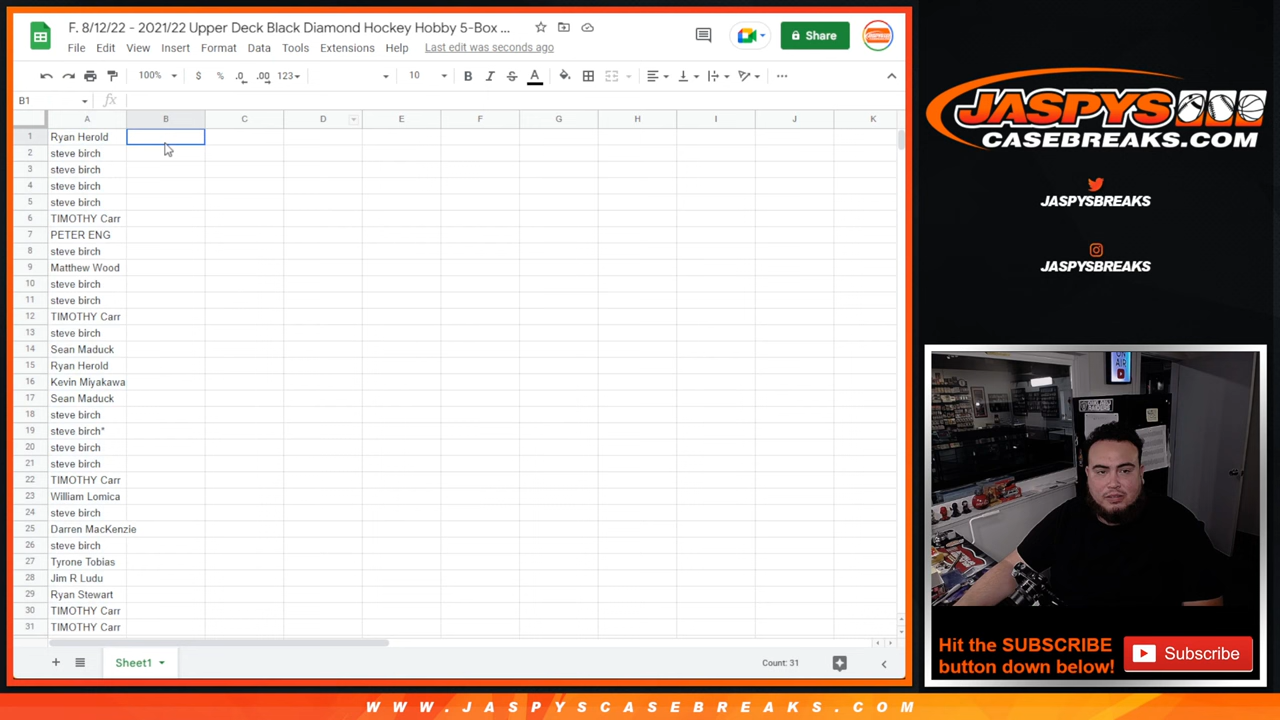 F. 8/12/22 - 2021/22 Upper Deck Black Diamond Hockey Hobby 5-Box ...
File Edit View Insert Format Data Tools Extensions Help Last edit was seconds ago
Share
100% $ % .0 .00 123 10 B I S A
B1 fx
A B C D E F G H I J K
1 Ryan Herold
2 steve birch
3 steve birch
4 steve birch
5 steve birch
6 TIMOTHY Carr
7 PETER ENG
8 steve birch
9 Matthew Wood
10 steve birch
11 steve birch
12 TIMOTHY Carr
13 steve birch
14 Sean Maduck
15 Ryan Herold
16 Kevin Miyakawa
17 Sean Maduck
18 steve birch
19 steve birch*
20 steve birch
21 steve birch
22 TIMOTHY Carr
23 William Lomica
24 steve birch
25 Darren MacKenzie
26 steve birch
27 Tyrone Tobias
28 Jim R Ludu
29 Ryan Stewart
30 TIMOTHY Carr
31 TIMOTHY Carr
Sheet1
Count: 31
JASPYS
CASEBREAKS.COM
JASPYSBREAKS
JASPYSBREAKS
ON AIR
Hit the SUBSCRIBE
button down below!
Subscribe
WWW.JASPYSCASEBREAKS.COM